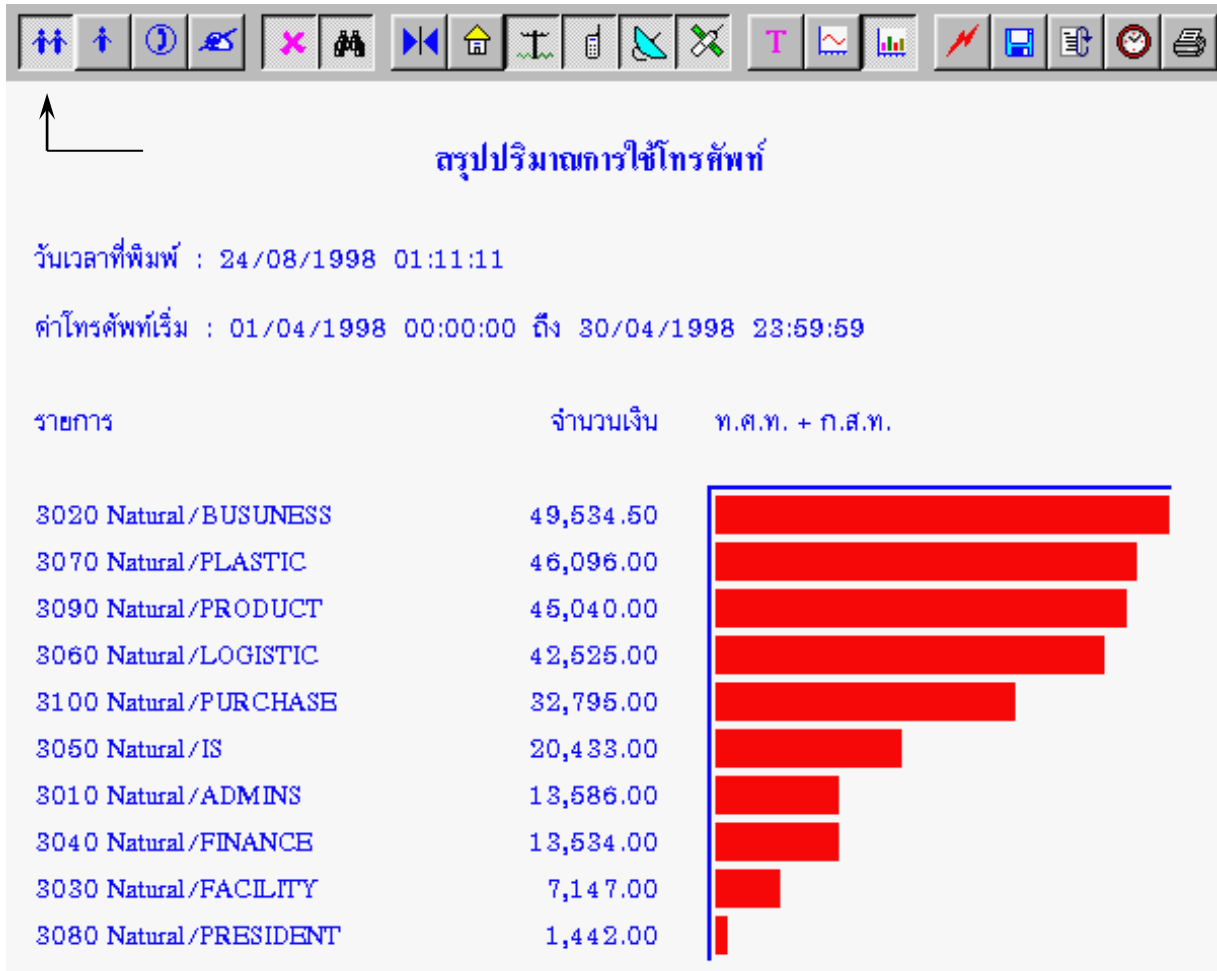 T
สรุปปริมาณการใช้โทรศัพท์
วันเวลาที่พิมพ์ : 24/08/1998 01:11:11
ค่าโทรศัพท์เริ่ม : 01/04/1998 00:00:00 ถึง 30/04/1998 23:59:59
รายการ จำนวนเงิน ท.ศ.ท. + ก.ส.ท.
3020 Natural/BUSUNESS 49,534.50
3070 Natural/PLASTIC 46,096.00
3090 Natural/PRODUCT 45,040.00
3060 Natural/LOGISTIC 42,525.00
3100 Natural/PURCHASE 32,795.00
3050 Natural/IS 20,433.00
3010 Natural/ADMINS 13,586.00
3040 Natural/FINANCE 13,534.00
3030 Natural/FACILITY 7,147.00
3080 Natural/PRESIDENT 1,442.00